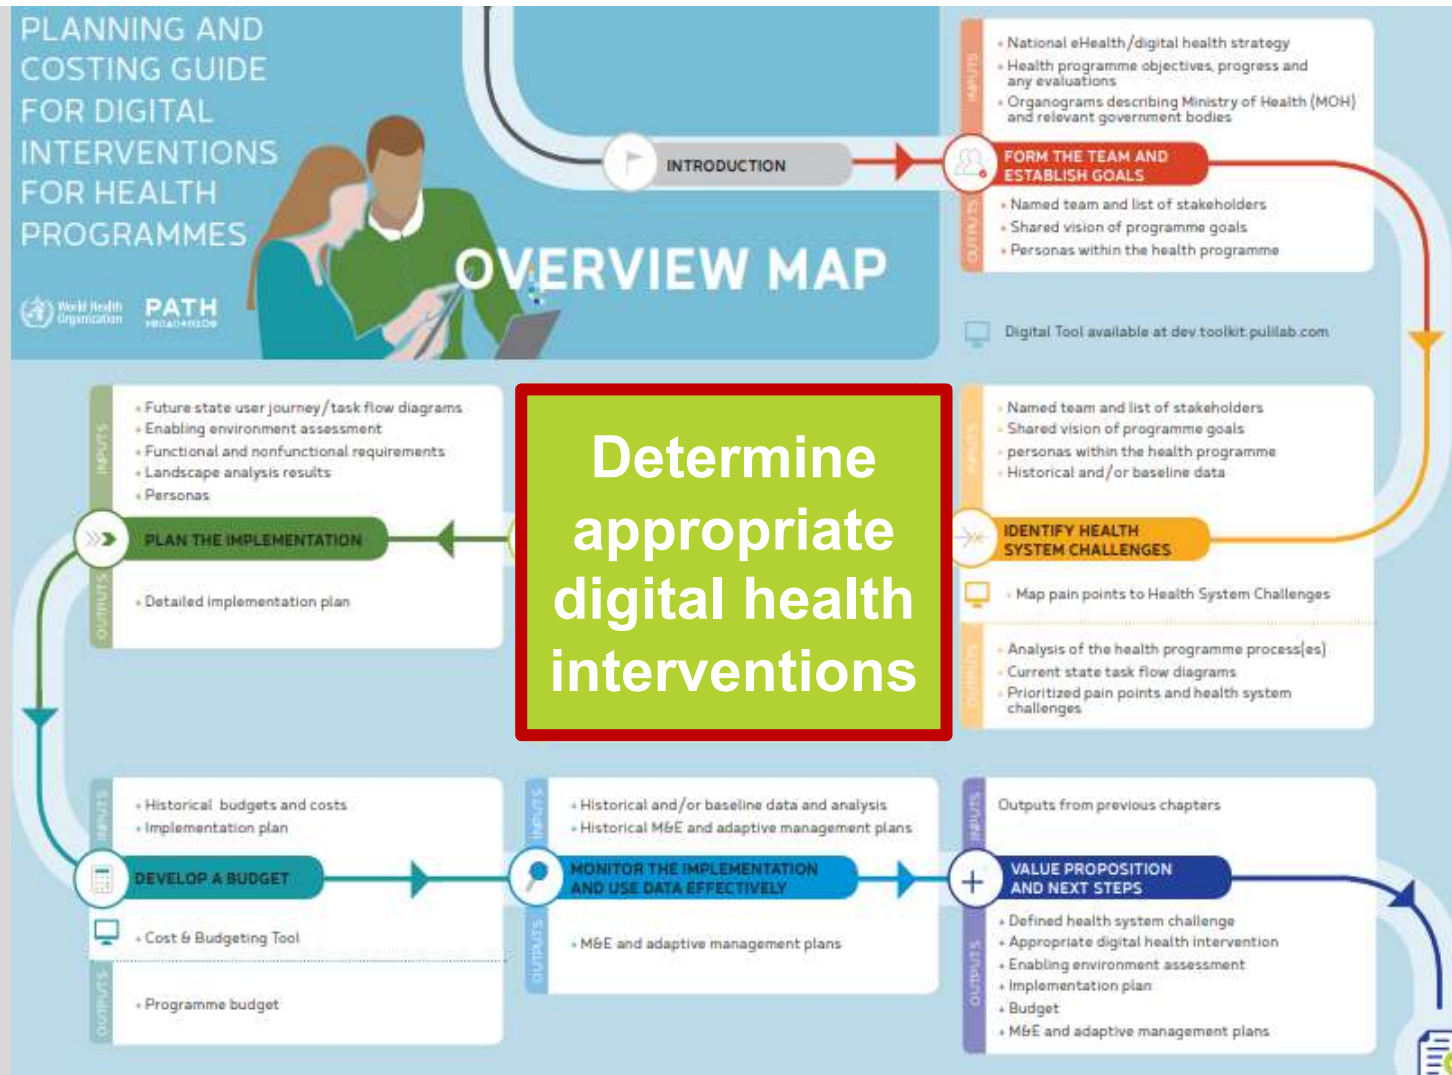 PLANNING AND
COSTING GUIDE
FOR DIGITAL
INTERVENTIONS
FOR HEALTH
PROGRAMMES
World Health
Organization
PATH
OVERVIEW MAP
INTRODUCTION
INPUTS
National eHealth/digital health strategy
Health programme objectives, progress and
any evaluations
Organograms describing Ministry of Health (MOH)
and relevant government bodies
FORM THE TEAM AND
ESTABLISH GOALS
OUTPUTS
Named team and list of stakeholders
Shared vision of programme goals
Personas within the health programme
Digital Tool available at dev.toolkit.pulilab.com
INPUTS
Named team and list of stakeholders
Shared vision of programme goals
personas within the health programme
Historical and/or baseline data
IDENTIFY HEALTH
SYSTEM CHALLENGES
Map pain points to Health System Challenges
OUTPUTS
Analysis of the health programme process(es)
Current state task flow diagrams
Prioritized pain points and health system
challenges
Determine
appropriate
digital health
interventions
INPUTS
Future state user journey/task flow diagrams
Enabling environment assessment
Functional and nonfunctional requirements
Landscape analysis results
Personas
PLAN THE IMPLEMENTATION
OUTPUTS
Detailed implementation plan
INPUTS
Historical budgets and costs
Implementation plan
DEVELOP A BUDGET
Cost & Budgeting Tool
OUTPUTS
Programme budget
INPUTS
Historical and/or baseline data and analysis
Historical M&E and adaptive management plans
MONITOR THE IMPLEMENTATION
AND USE DATA EFFECTIVELY
OUTPUTS
M&E and adaptive management plans
INPUTS
Outputs from previous chapters
VALUE PROPOSITION
AND NEXT STEPS
OUTPUTS
+ Defined health system challenge
+ Appropriate digital health intervention
+ Enabling environment assessment
+ Implementation plan
+ Budget
+ M&E and adaptive management plans